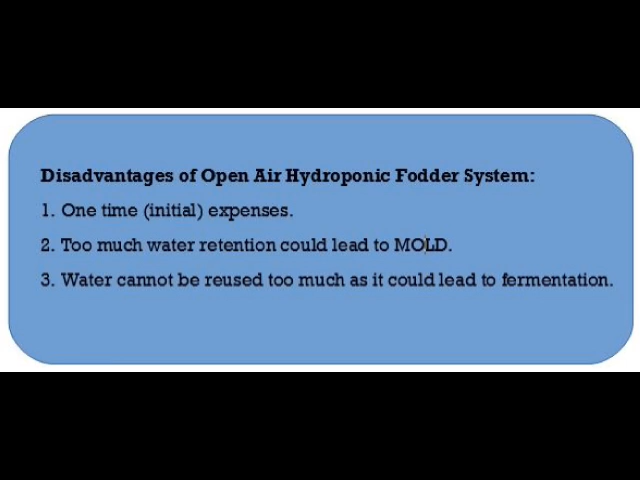 Disadvantages of Open Air Hydroponic Fodder System:
1. One time (initial) expenses.
2. Too much water retention could lead to MOLD.
3. Water cannot be reused too much as it could lead to fermentation.